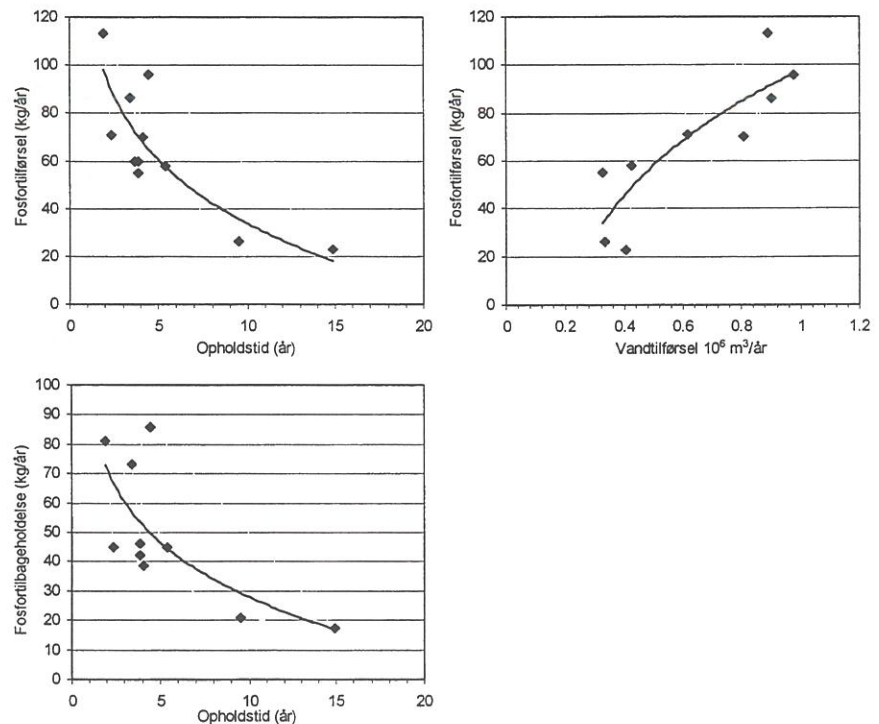 Fosfortilførsel (kg/år)
120
100
80
60
40
20
0
0 5 10 15 20
Opholdstid (år)
Fosfortilførsel (kg/år)
120
100
80
60
40
20
0
0 0.2 0.4 0.6 0.8 1 1.2
Vandtilførsel 10⁶ m³/år
Fosfortilbageholdelse (kg/år)
100
90
80
70
60
50
40
30
20
10
0
0 5 10 15 20
Opholdstid (år)